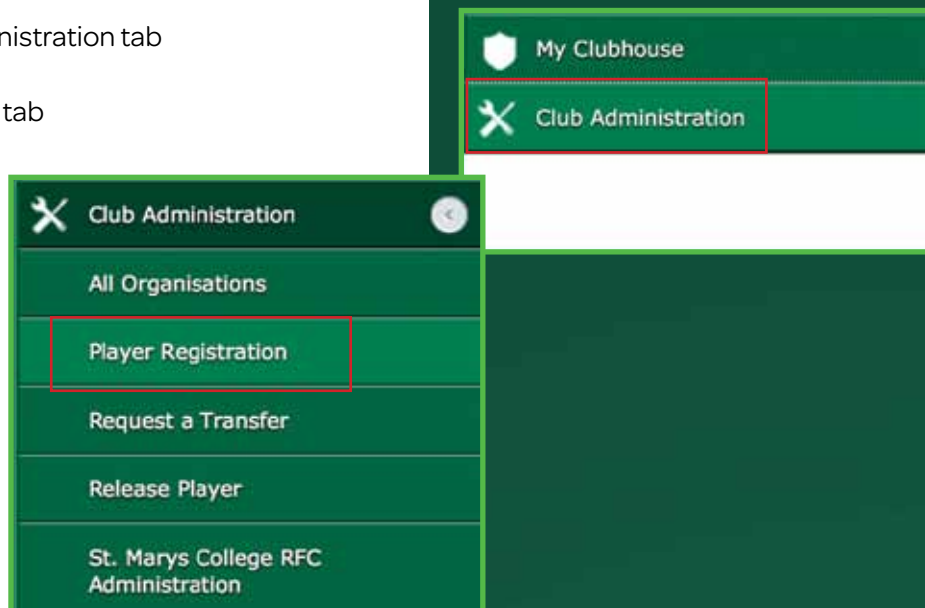 nistration tab
tab
My Clubhouse
Club Administration
Club Administration
All Organisations
Player Registration
Request a Transfer
Release Player
St. Marys College RFC
Administration